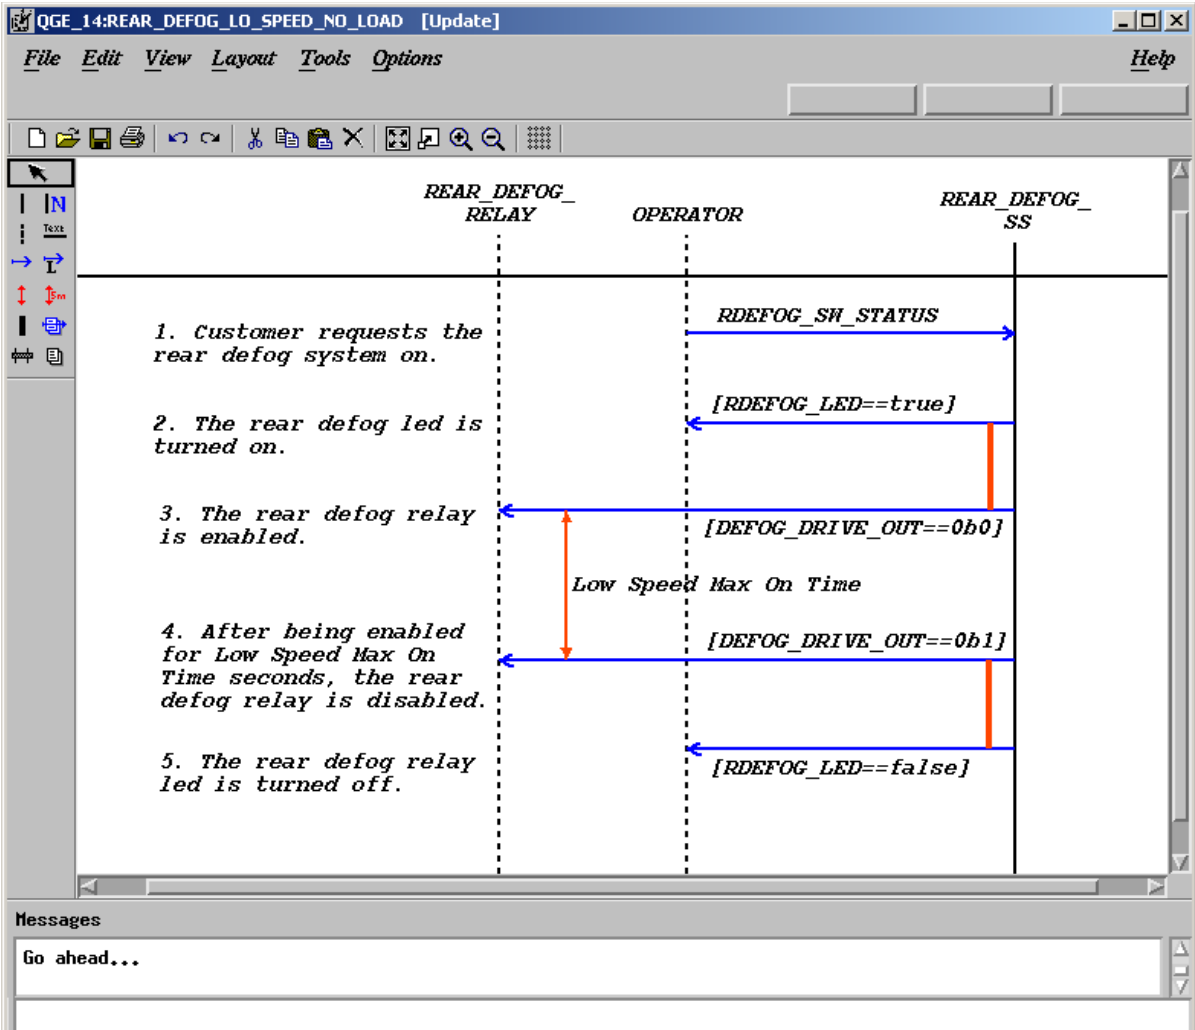 QGE_14:REAR_DEFOG_LO_SPEED_NO_LOAD [Update]
File Edit View Layout Tools Options Help
N
Text
L
5m
REAR_DEFOG_
RELAY
OPERATOR
REAR_DEFOG_
SS
RDEFOG_SW_STATUS
1. Customer requests the
rear defog system on.
[RDEFOG_LED==true]
2. The rear defog led is
turned on.
3. The rear defog relay
is enabled.
[DEFOG_DRIVE_OUT==0b0]
Low Speed Max On Time
4. After being enabled
for Low Speed Max On
Time seconds, the rear
defog relay is disabled.
[DEFOG_DRIVE_OUT==0b1]
5. The rear defog relay
led is turned off.
[RDEFOG_LED==false]
Messages
Go ahead...